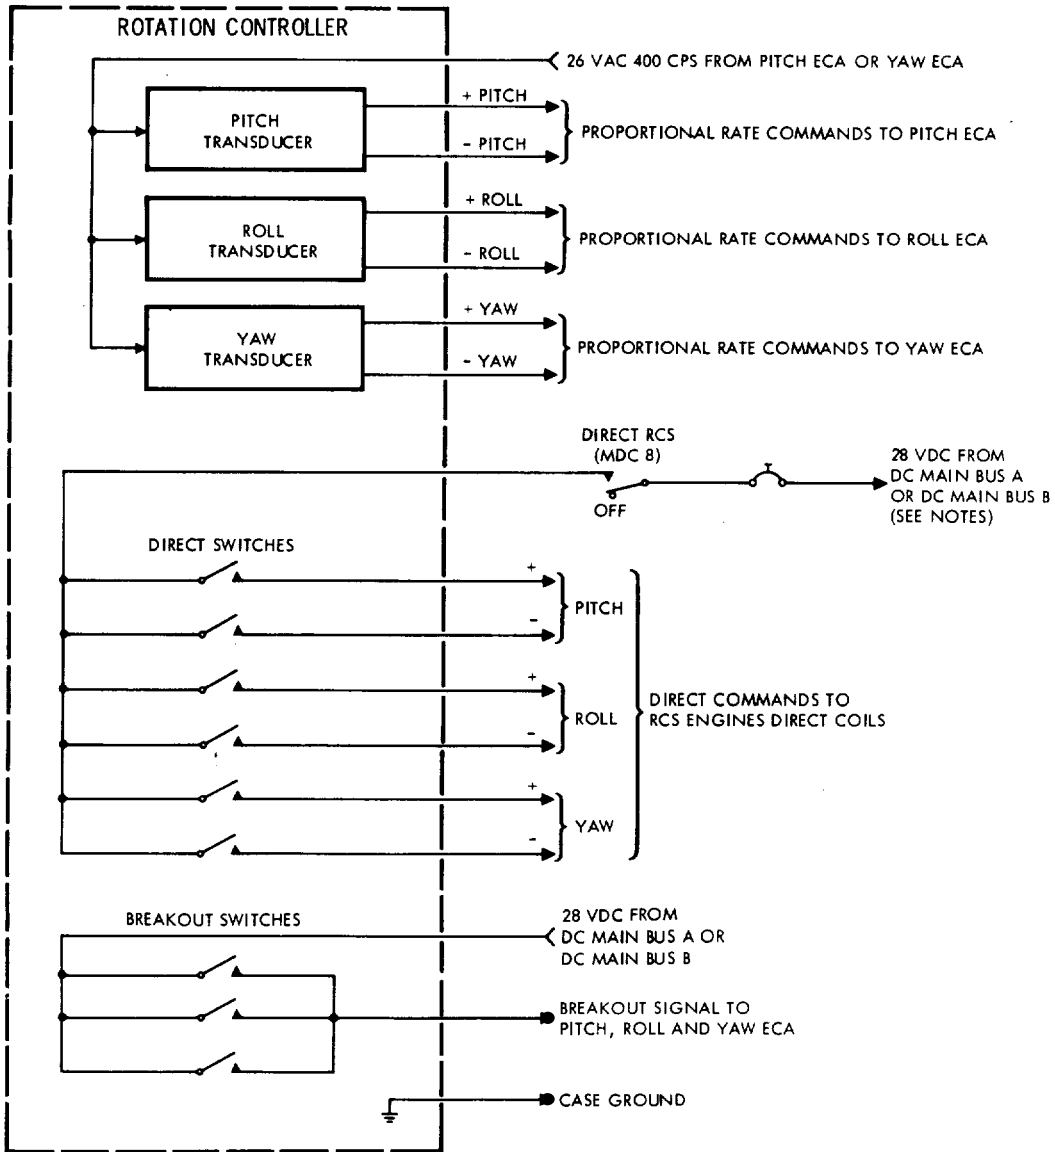 ROTATION CONTROLLER
26 VAC 400 CPS FROM PITCH ECA OR YAW ECA
PITCH
TRANSDUCER
+ PITCH
- PITCH
PROPORTIONAL RATE COMMANDS TO PITCH ECA
ROLL
TRANSDUCER
+ ROLL
- ROLL
PROPORTIONAL RATE COMMANDS TO ROLL ECA
YAW
TRANSDUCER
+ YAW
- YAW
PROPORTIONAL RATE COMMANDS TO YAW ECA
DIRECT RCS
(MDC 8)
OFF
28 VDC FROM
DC MAIN BUS A
OR DC MAIN BUS B
(SEE NOTES)
DIRECT SWITCHES
+
-
PITCH
+
-
ROLL
+
-
YAW
DIRECT COMMANDS TO
RCS ENGINES DIRECT COILS
BREAKOUT SWITCHES
28 VDC FROM
DC MAIN BUS A OR
DC MAIN BUS B
BREAKOUT SIGNAL TO
PITCH, ROLL AND YAW ECA
CASE GROUND